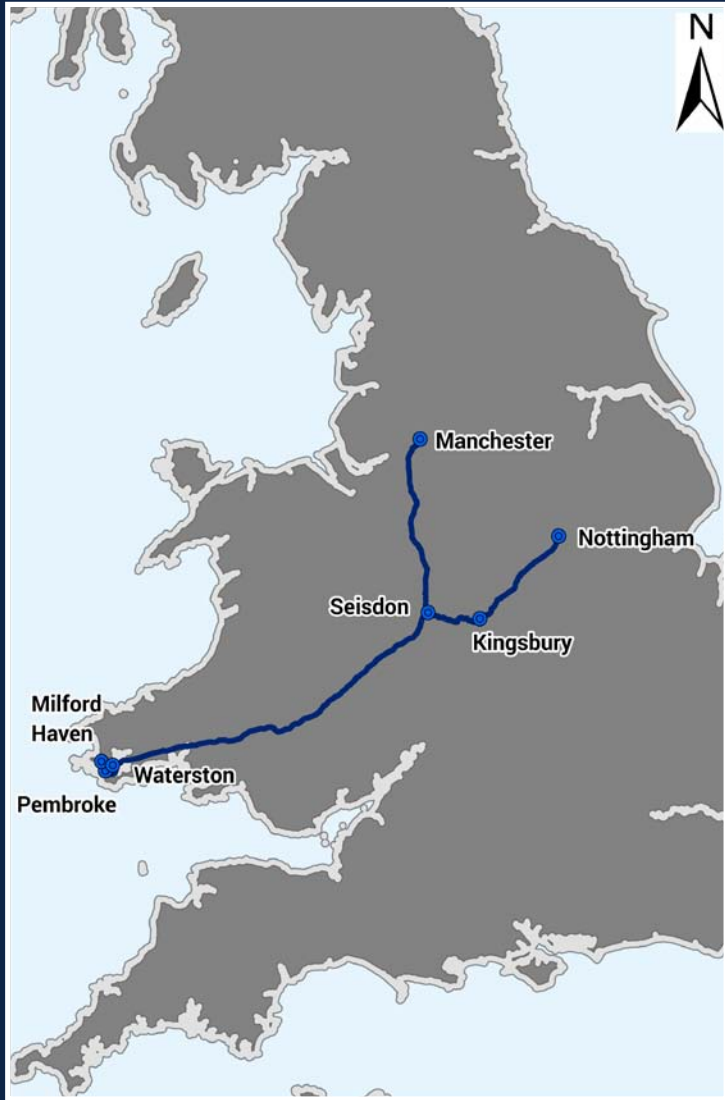 N
Manchester
Nottingham
Seisdon
Kingsbury
Milford
Haven
Waterston
Pembroke